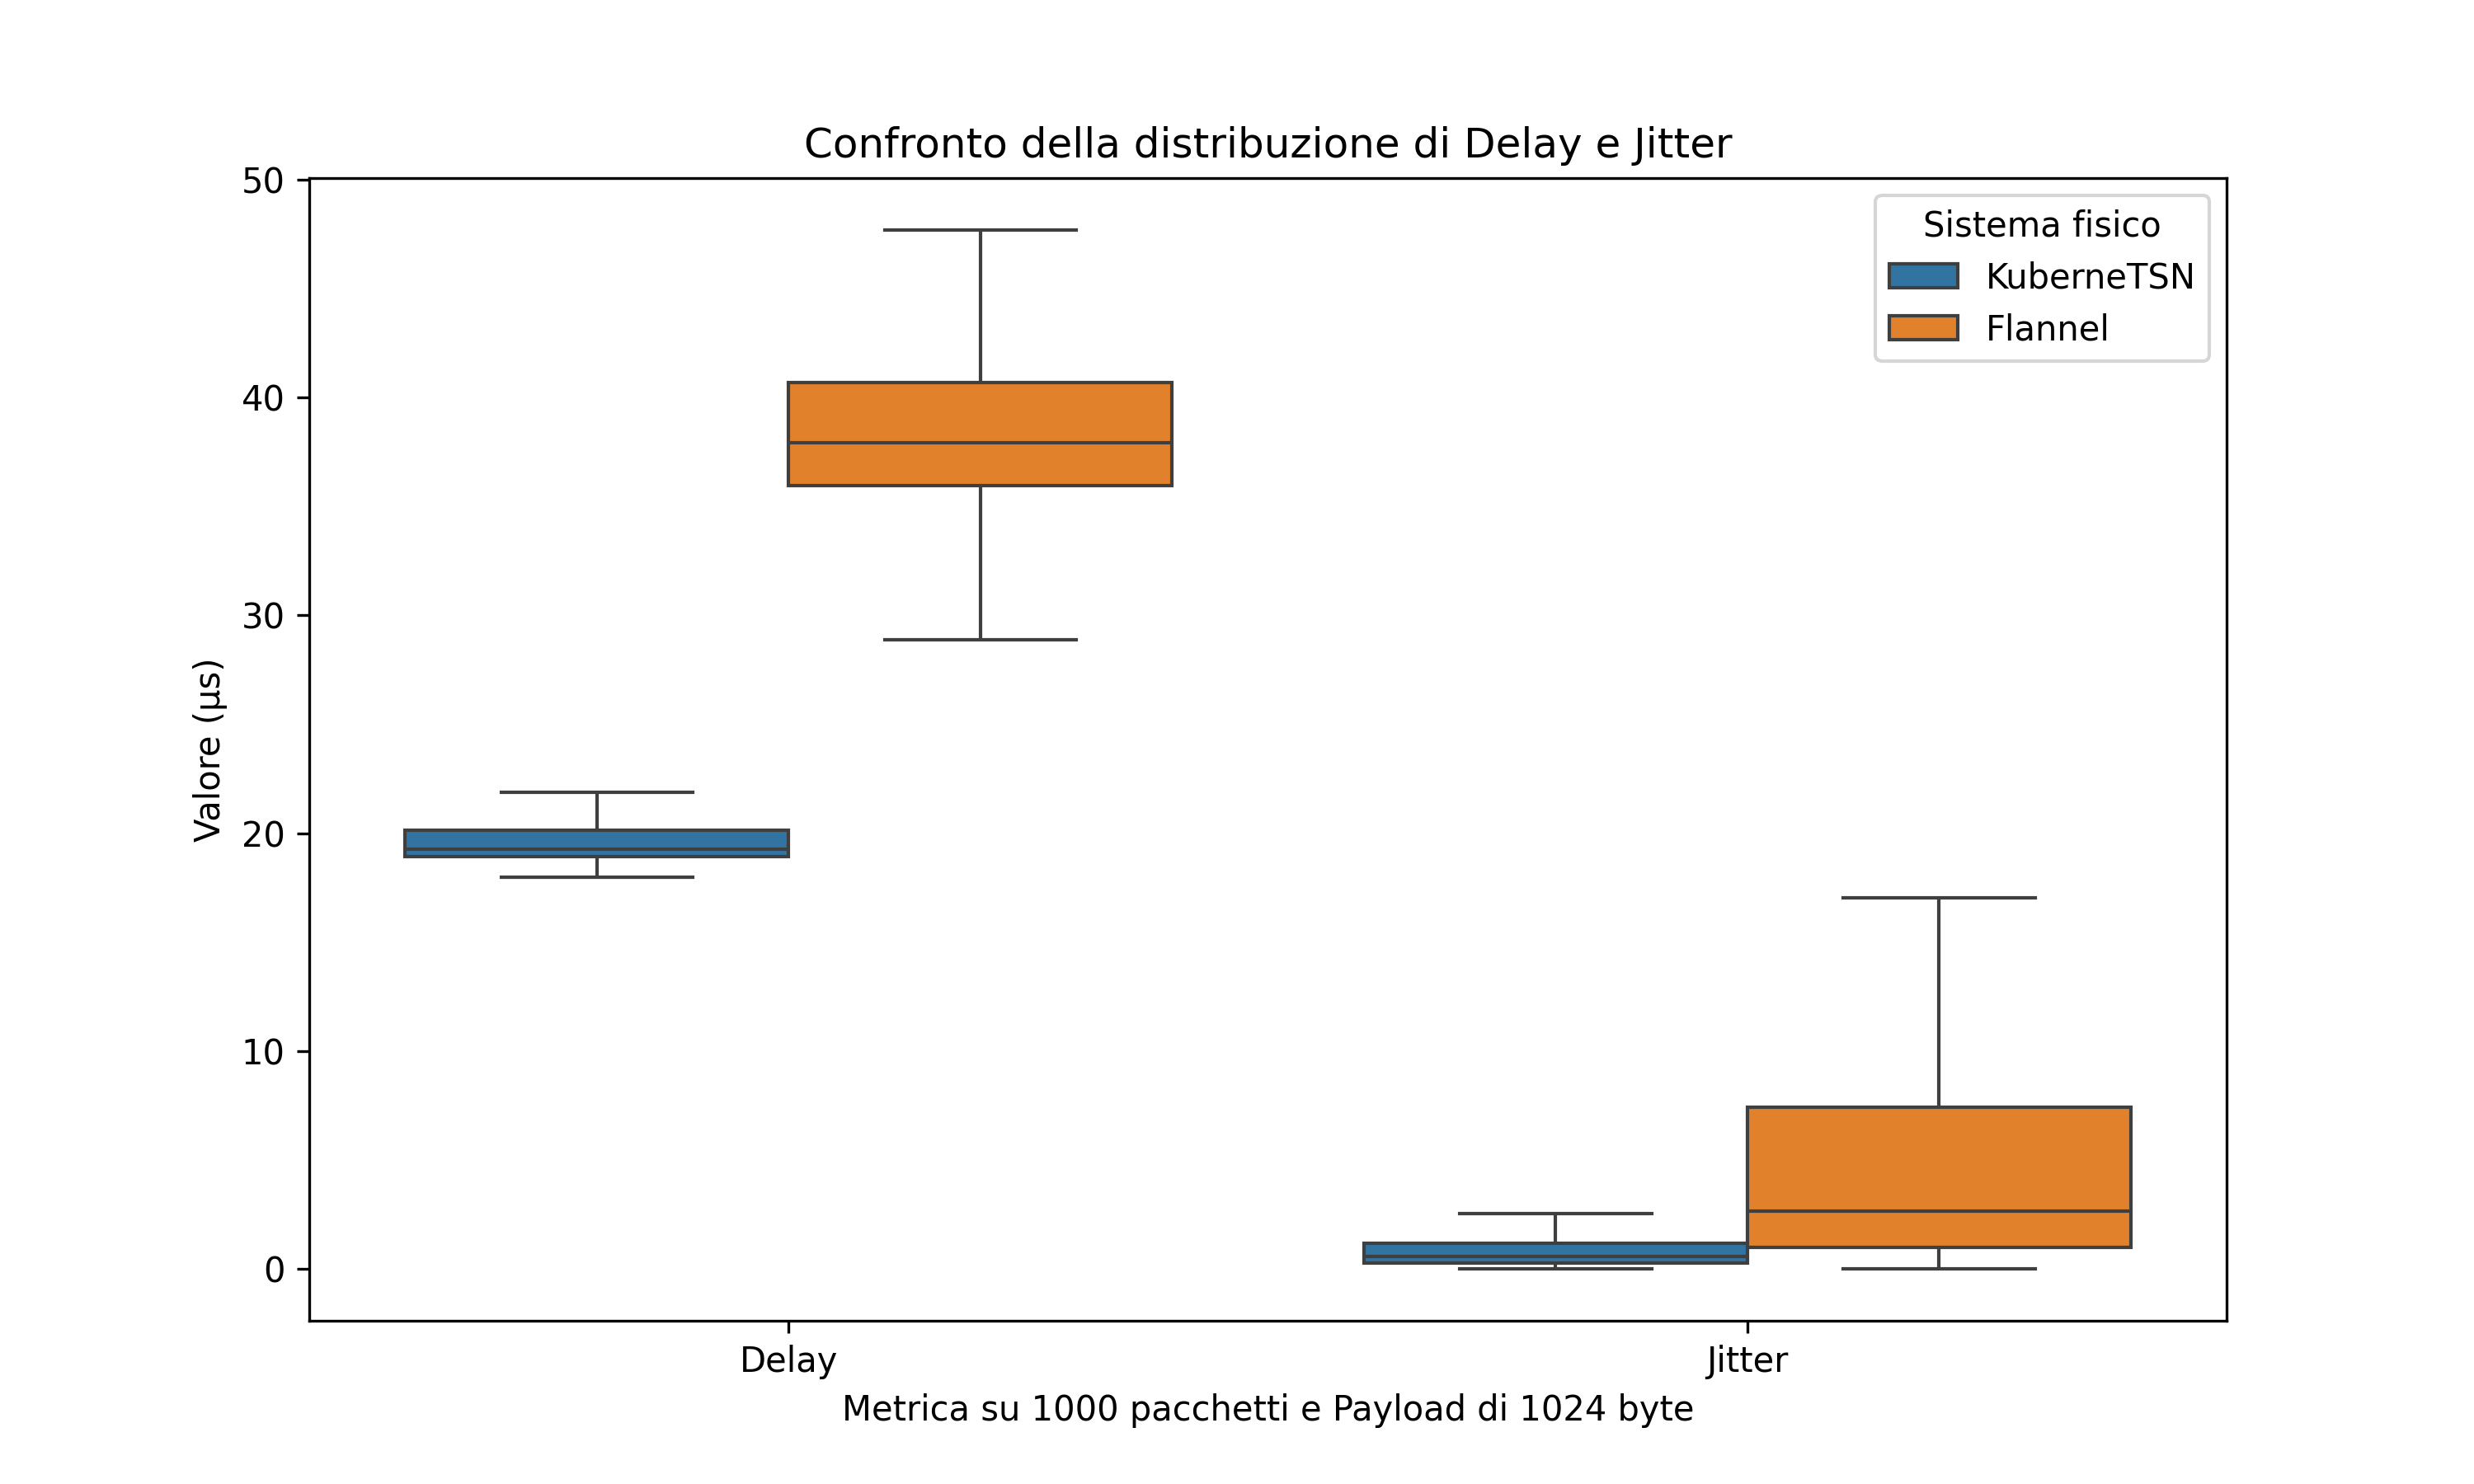 Confronto della distribuzione di Delay e Jitter
Sistema fisico
KuberneTSN
Flannel
50
40
30
20
10
0
Valore (µs)
Delay
Jitter
Metrica su 1000 pacchetti e Payload di 1024 byte